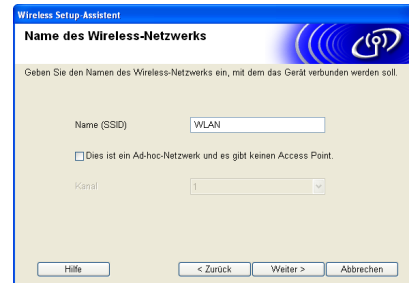 Wireless Setup-Assistent
Name des Wireless-Netzwerks
Geben Sie den Namen des Wireless-Netzwerks ein, mit dem das Gerät verbunden werden soll.
Name (SSID) WLAN
Dies ist ein Ad-hoc-Netzwerk und es gibt keinen Access Point.
Kanal 1
Hilfe < Zurück Weiter > Abbrechen